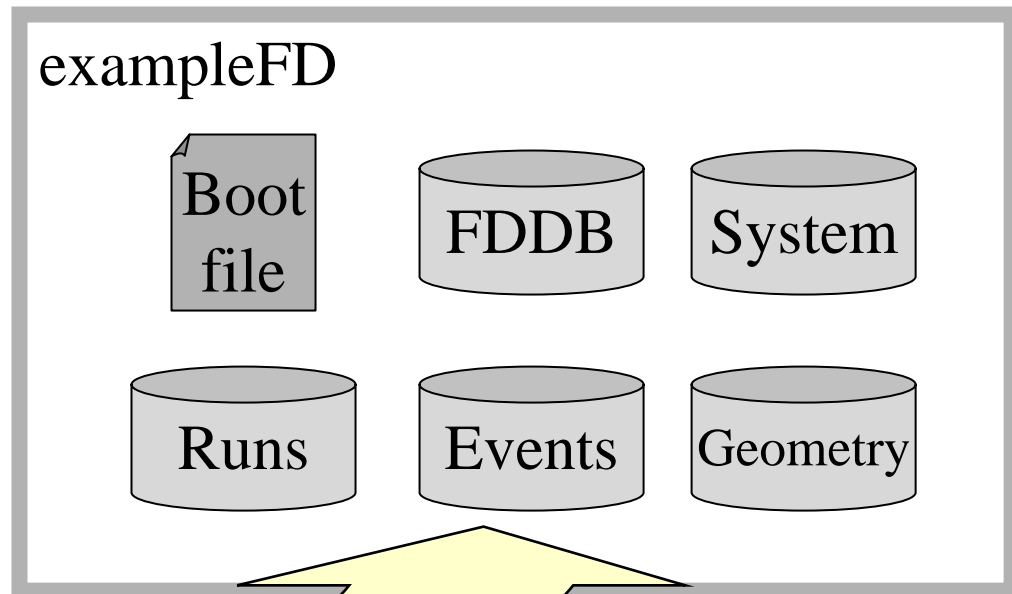 exampleFD
Boot
file
FDDB
System
Runs
Events
Geometry